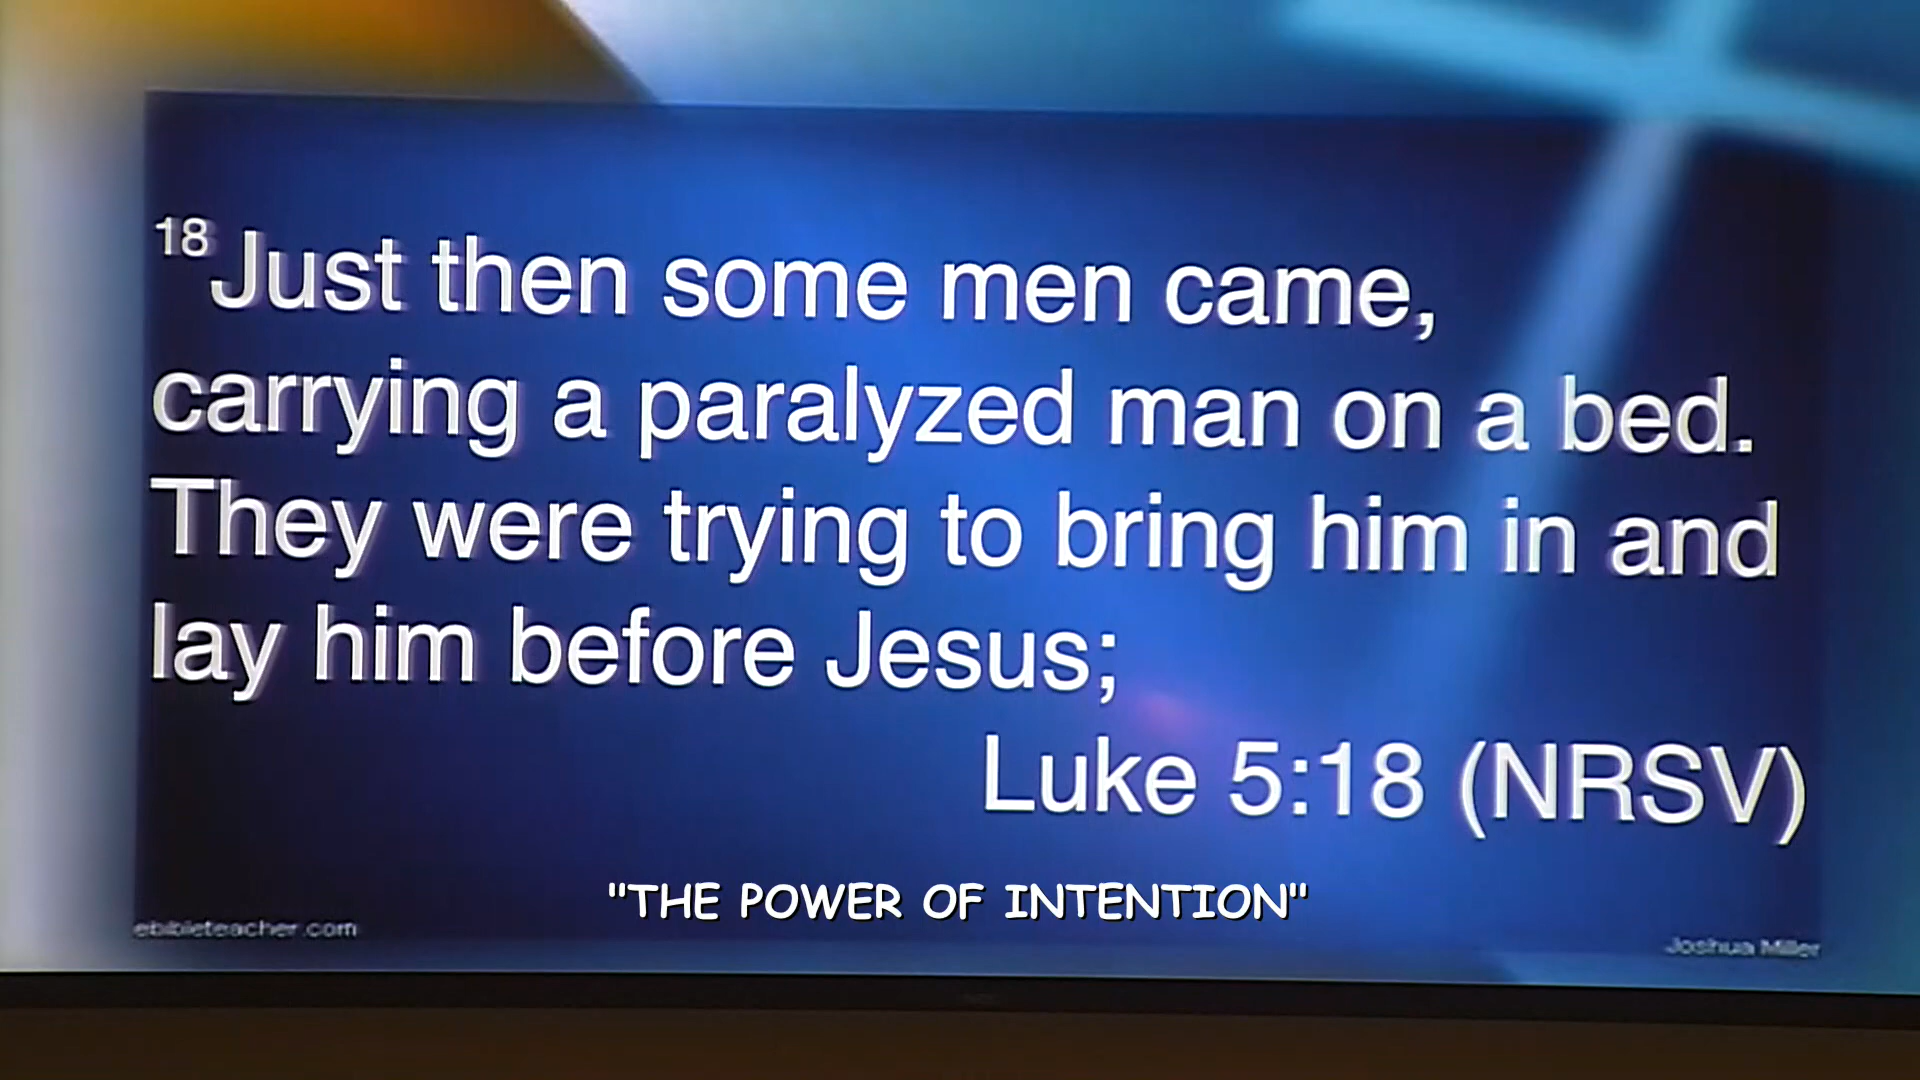 18 Just then some men came,
carrying a paralyzed man on a bed.
They were trying to bring him in and
lay him before Jesus;
Luke 5:18 (NRSV)
"THE POWER OF INTENTION"
ebibleteacher.com
Joshua Miller